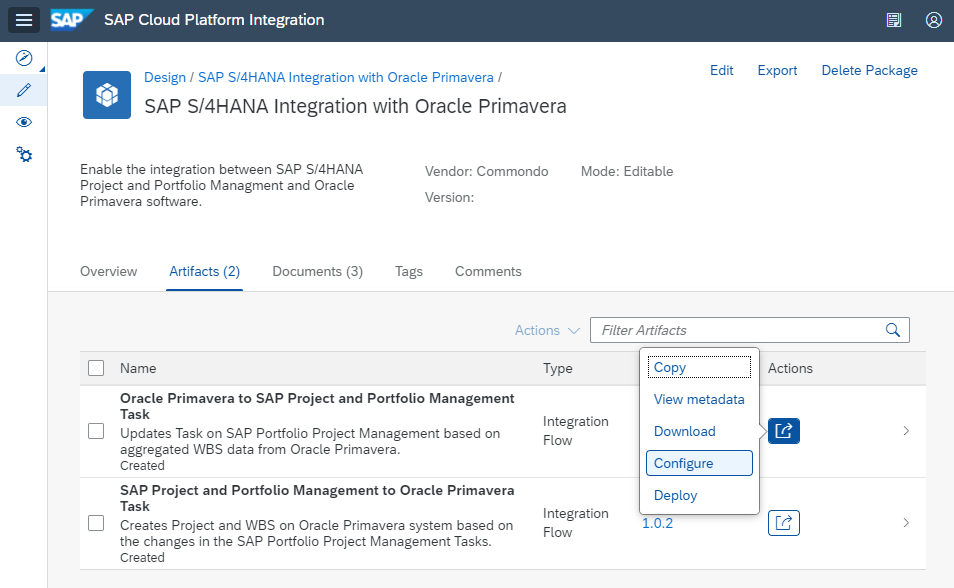 SAP SAP Cloud Platform Integration
Design / SAP S/4HANA Integration with Oracle Primavera /
Edit Export Delete Package
SAP S/4HANA Integration with Oracle Primavera
Enable the integration between SAP S/4HANA
Project and Portfolio Managment and Oracle
Primavera software.
Vendor: Commondo Mode: Editable
Version:
Overview Artifacts (2) Documents (3) Tags Comments
Actions Filter Artifacts
Name Type Actions
Oracle Primavera to SAP Project and Portfolio Management
Task
Updates Task on SAP Portfolio Project Management based on
aggregated WBS data from Oracle Primavera.
Created
Integration
Flow
Copy
View metadata
Download
Configure
Deploy
SAP Project and Portfolio Management to Oracle Primavera
Task
Creates Project and WBS on Oracle Primavera system based on
the changes in the SAP Portfolio Project Management Tasks.
Created
Integration
Flow
1.0.2